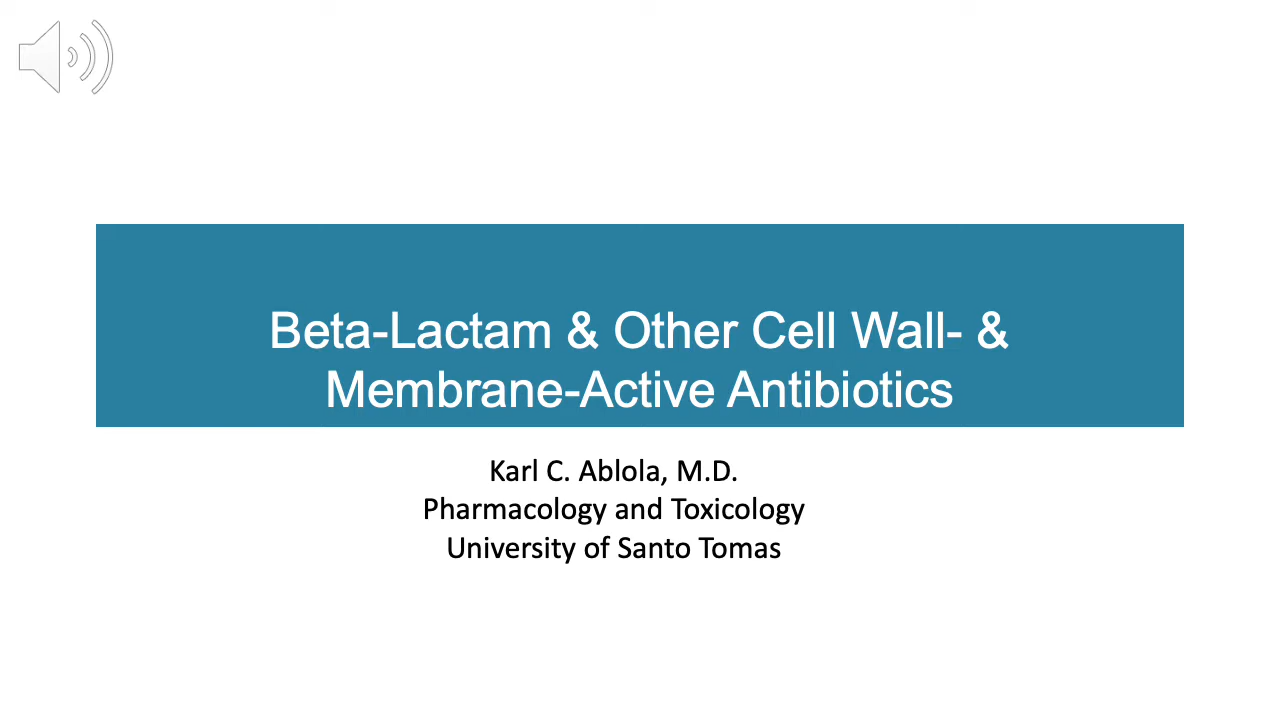 Beta-Lactam & Other Cell Wall- &
Membrane-Active Antibiotics
Karl C. Ablola, M.D.
Pharmacology and Toxicology
University of Santo Tomas